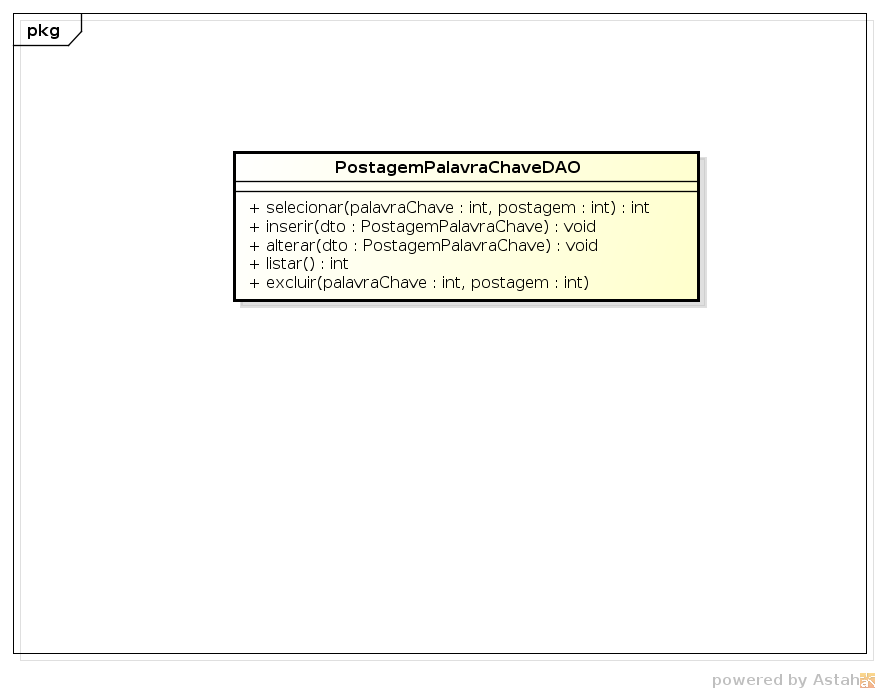 pkg
PostagemPalavraChaveDAO
+ selecionar(palavraChave : int, postagem : int) : int
+ inserir(dto : PostagemPalavraChave) : void
+ alterar(dto : PostagemPalavraChave) : void
+ listar() : int
+ excluir(palavraChave : int, postagem : int)
powered by Astah